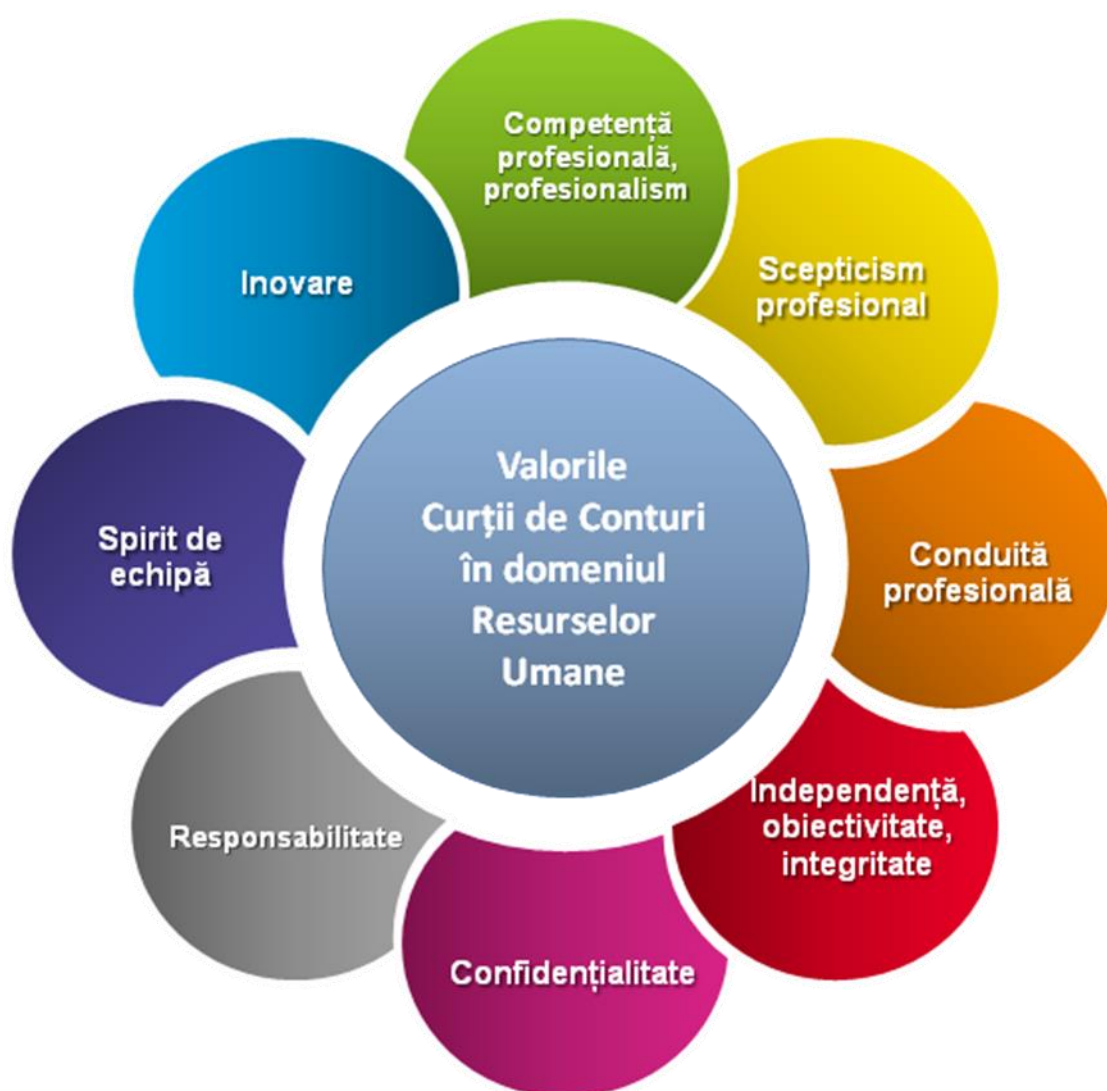 Competență
profesională,
profesionalism
Scepticism
profesional
Conduită
profesională
Independență,
obiectivitate,
integritate
Confidențialitate
Responsabilitate
Spirit de
echipă
Inovare
Valorile
Curții de Conturi
în domeniul
Resurselor
Umane